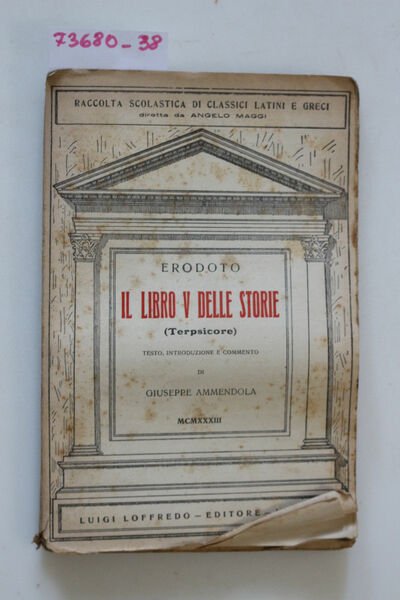 73680-38
RACCOLTA SCOLASTICA DI CLASSICI LATINI E GRECI
diretta da ANGELO MAGGI
ERODOTO
IL LIBRO V DELLE STORIE
(Terpsicore)
TESTO, INTRODUZIONE E COMMENTO
DI
GIUSEPPE AMMENDOLA
MCMXXXIII
LUIGI LOFFREDO - EDITORE -